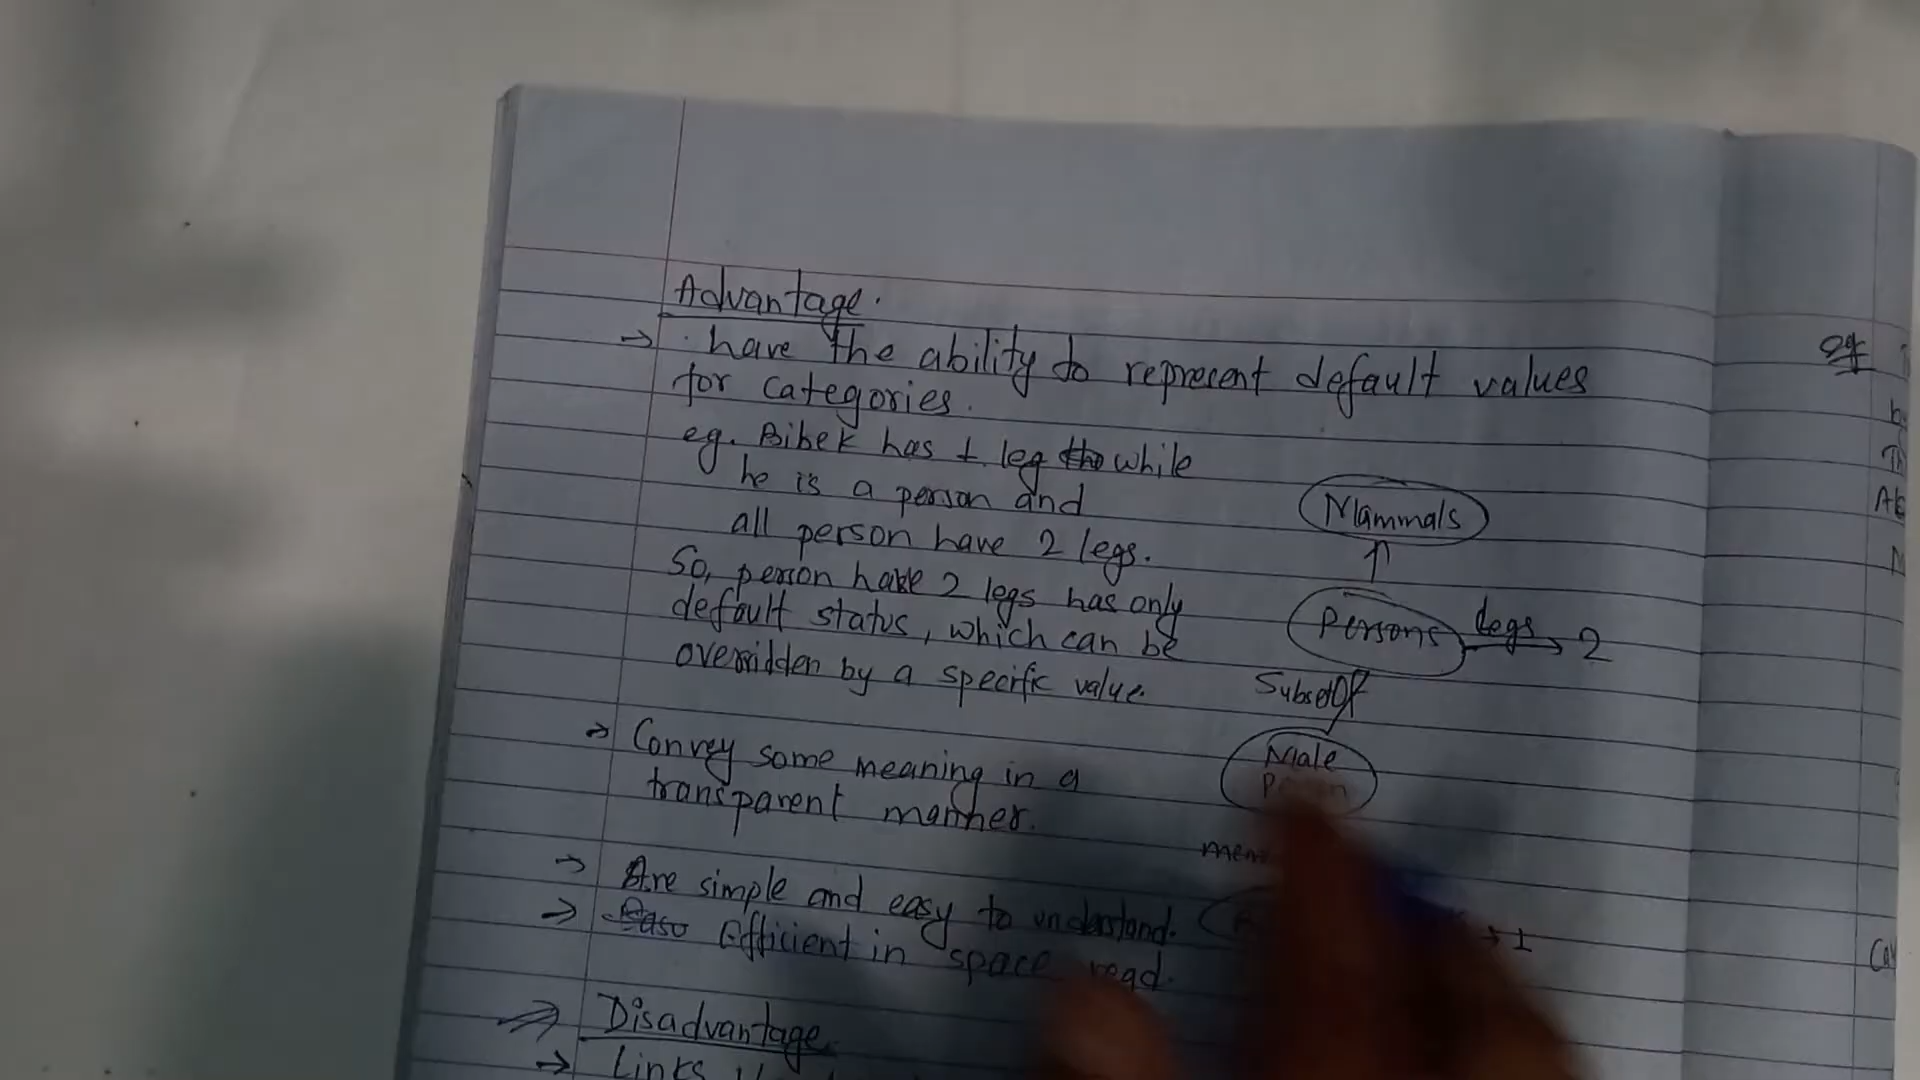 Advantage.
→ · have the ability to represent default values
for categories.
eg. Bibek has 1 leg while
he is a person and
all person have 2 legs.
So, person have 2 legs has only
default status, which can be
overridden by a specific value.
→ Convey some meaning in a
transparent manner.
→ Are simple and easy to understand.
→ Efficient in space reqd.
⇒ Disadvantage
→ Links
Mammals
↑
Persons legs → 2
SubsetOf
Male
→ 1